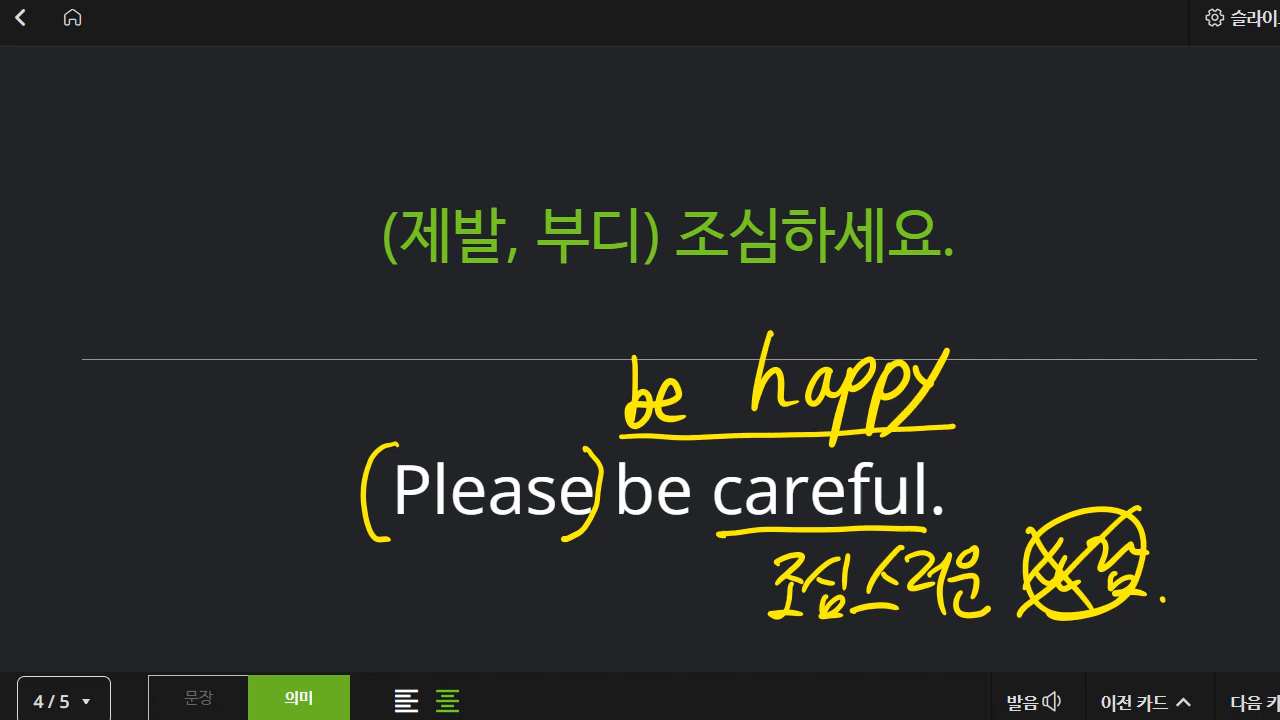 슬라이
(제발, 부디) 조심하세요.
be happy
(Please) be careful.
조심스러운
4 / 5
문장
의미
발음
이전 카드
다음